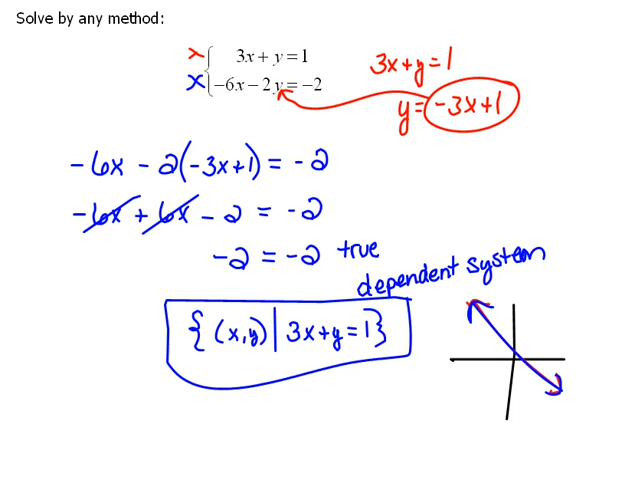 Solve by any method:
3x + y = 1
-6x - 2y = -2
3x+y=1
y = -3x+1
-6x - 2(-3x+1) = -2
-6x + 6x - 2 = -2
-2 = -2 true
dependent system
{ (x,y) | 3x+y=1 }